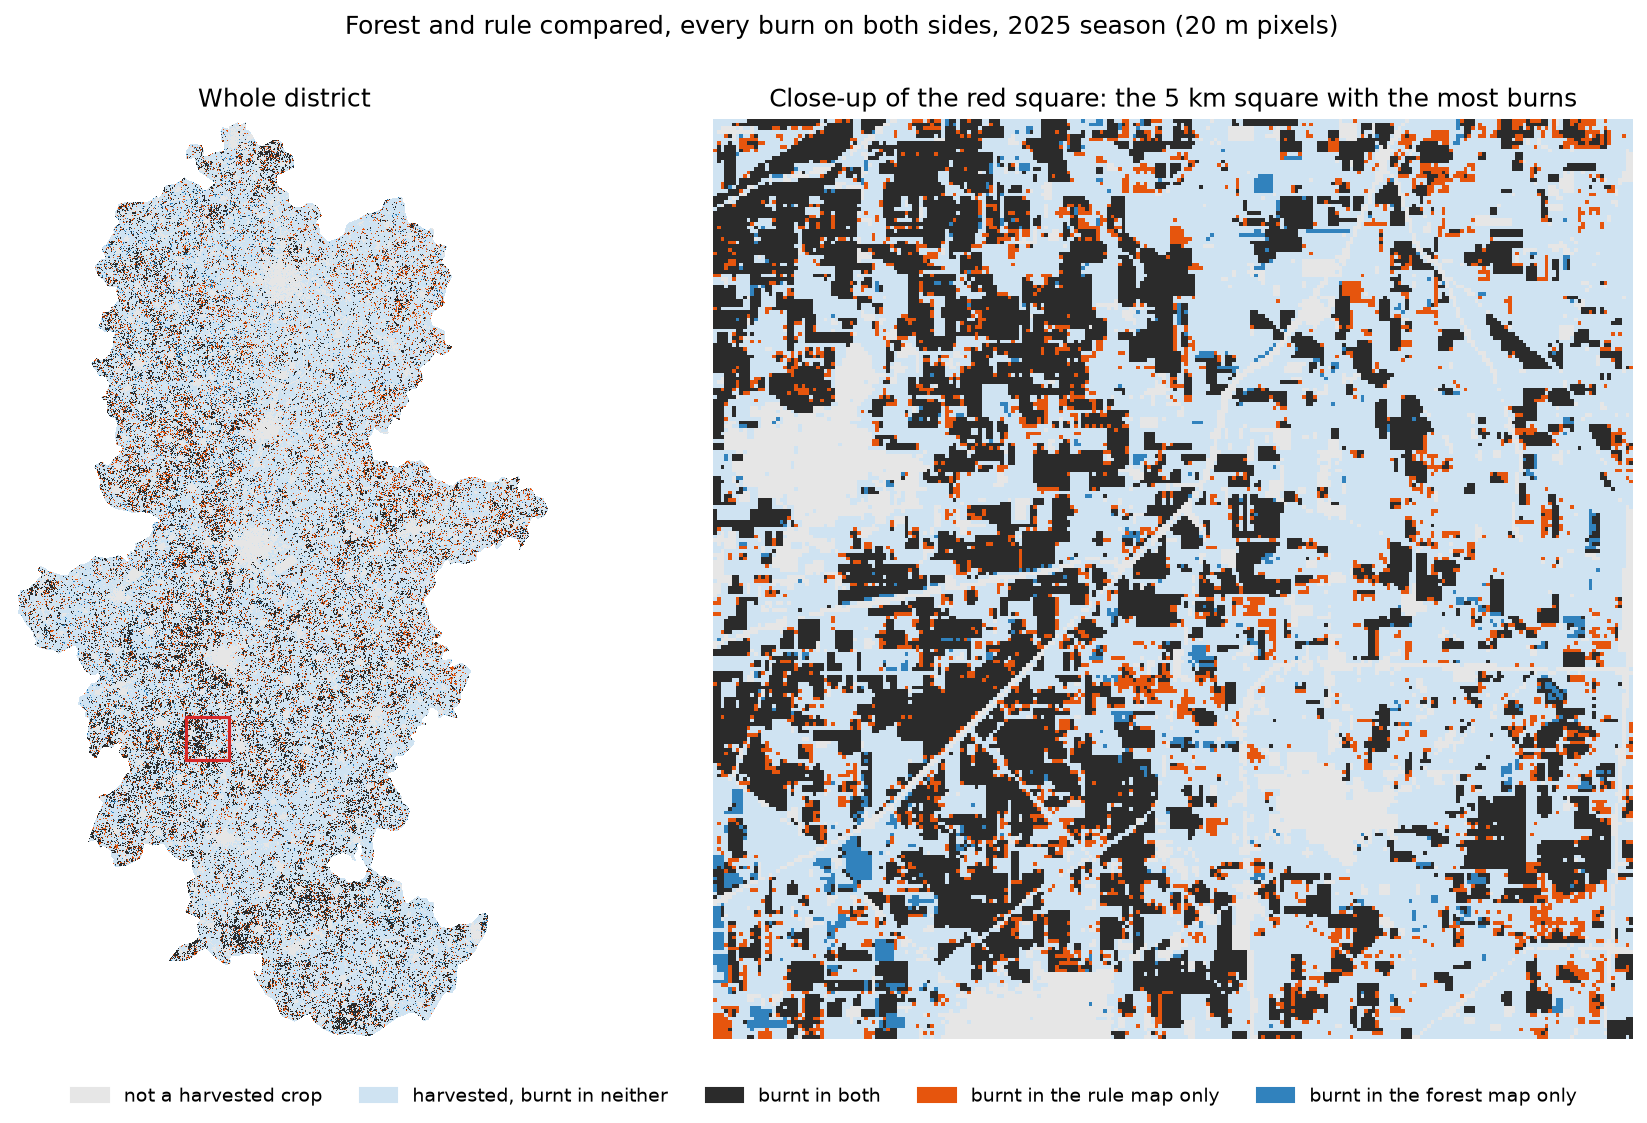 Forest and rule compared, every burn on both sides, 2025 season (20 m pixels)
Whole district
Close-up of the red square: the 5 km square with the most burns
not a harvested crop
harvested, burnt in neither
burnt in both
burnt in the rule map only
burnt in the forest map only